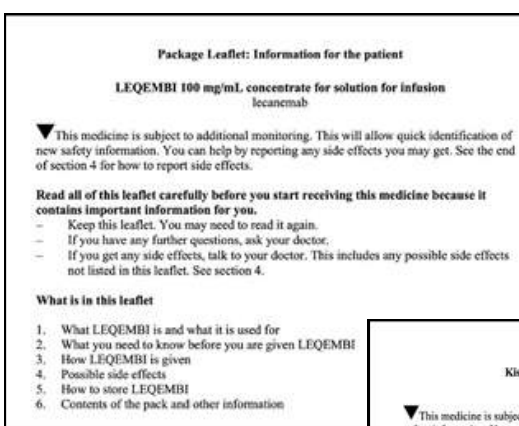 Package Leaflet: Information for the patient
LEQEMBI 100 mg/mL concentrate for solution for infusion
lecanemab
▼This medicine is subject to additional monitoring. This will allow quick identification of
new safety information. You can help by reporting any side effects you may get. See the end
of section 4 for how to report side effects.
Read all of this leaflet carefully before you start receiving this medicine because it
contains important information for you.
– Keep this leaflet. You may need to read it again.
– If you have any further questions, ask your doctor.
– If you get any side effects, talk to your doctor. This includes any possible side effects
not listed in this leaflet. See section 4.
What is in this leaflet
1. What LEQEMBI is and what it is used for
2. What you need to know before you are given LEQEMBI
3. How LEQEMBI is given
4. Possible side effects
5. How to store LEQEMBI
6. Contents of the pack and other information
▼This medicine is